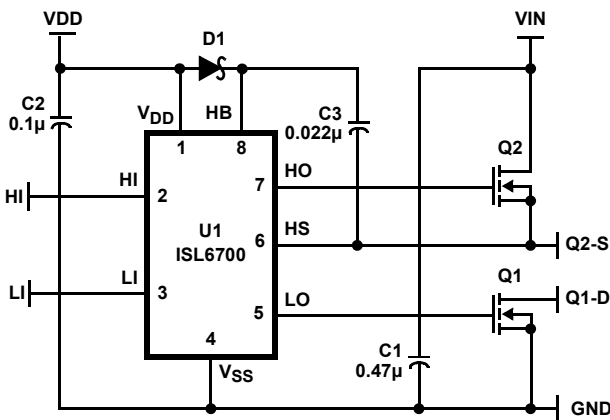 VDD
D1
VIN
C2
0.1µ
VDD
HB
C3
0.022µ
1
8
Q2
HI
HI
2
7
HO
U1
ISL6700
6
HS
Q2-S
LI
LI
3
5
LO
Q1
Q1-D
4
VSS
C1
0.47µ
GND